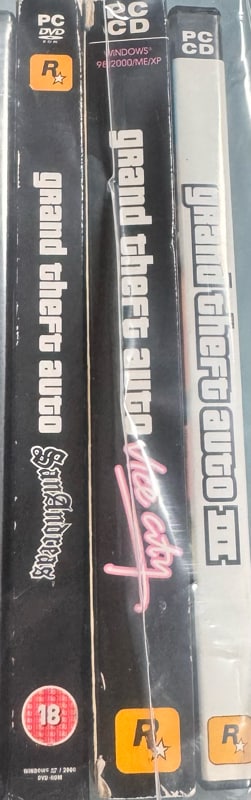 PC
DVD
ROM
R
grand theft auto
San Andreas
18
WINDOWS XP / 2000
DVD-ROM
PC
CD
WINDOWS®
98/2000/ME/XP
grand theft auto
Vice City
R
PC
CD
grand theft auto III
R